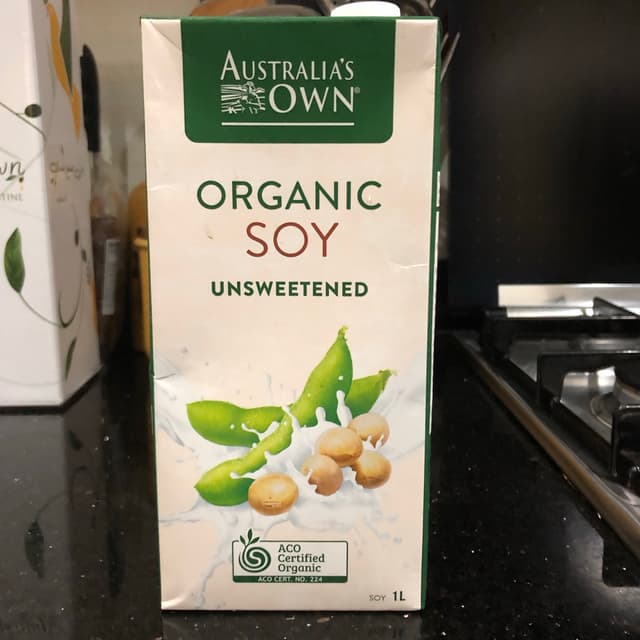 AUSTRALIA'S
OWN®
ORGANIC
SOY
UNSWEETENED
ACO
Certified
Organic
ACO CERT. NO. 224
SOY 1L